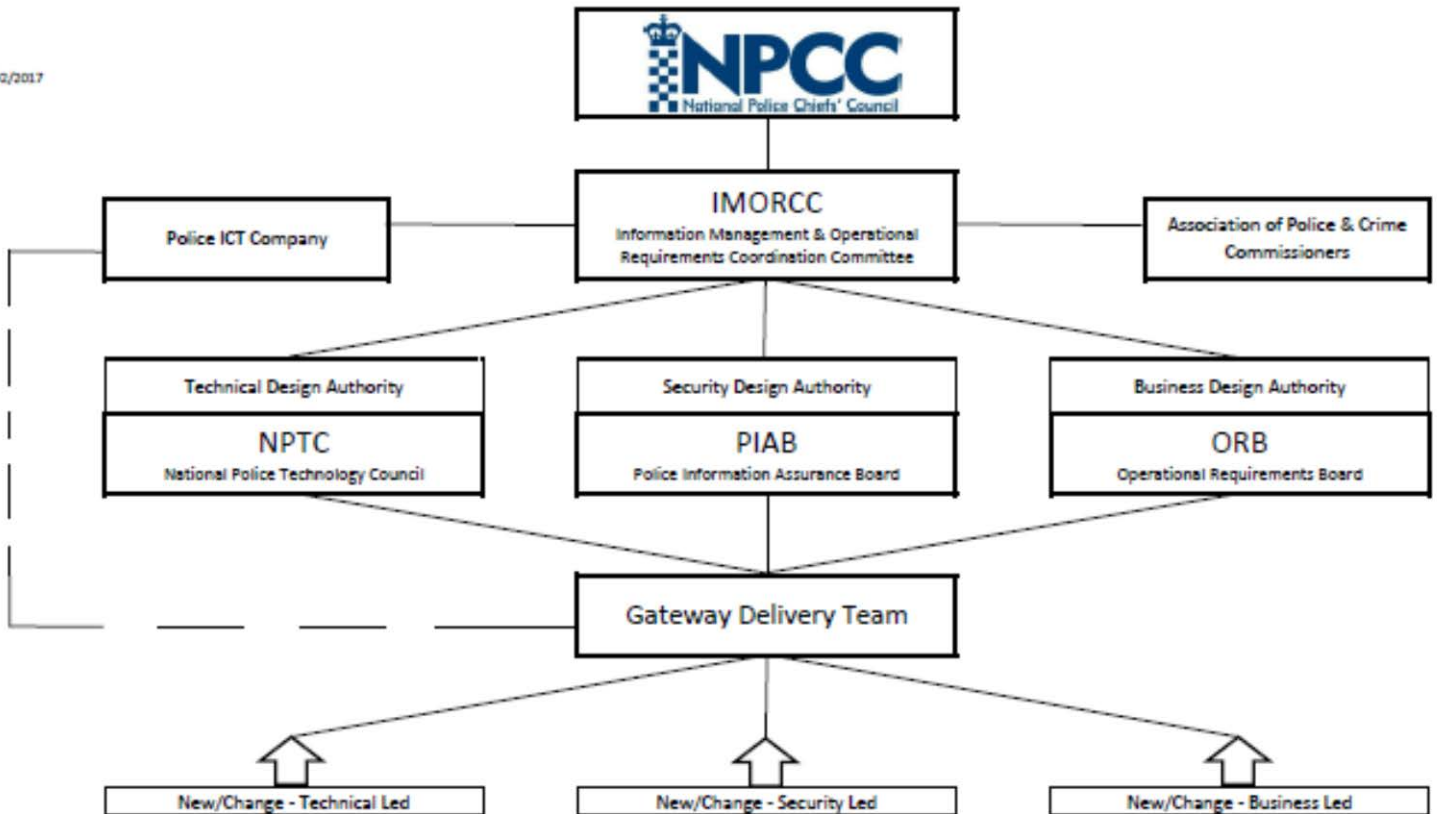 2/2017
NPCC
National Police Chiefs' Council
IMORCC
Information Management & Operational
Requirements Coordination Committee
Police ICT Company
Association of Police & Crime
Commissioners
Technical Design Authority
Security Design Authority
Business Design Authority
NPTC
National Police Technology Council
PIAB
Police Information Assurance Board
ORB
Operational Requirements Board
Gateway Delivery Team
New/Change - Technical Led
New/Change - Security Led
New/Change - Business Led